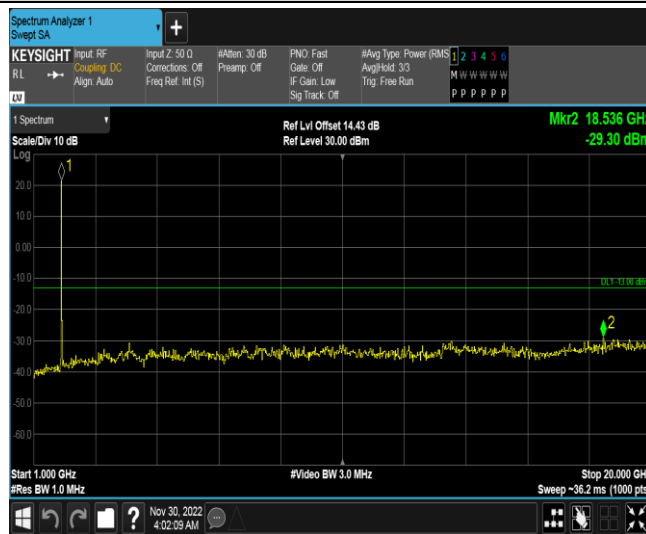 Spectrum Analyzer 1
Swept SA
+
KEYSIGHT
RL
Input: RF
Coupling: DC
Align: Auto
Input Z: 50 Ω
Corrections: Off
Freq Ref: Int (S)
#Atten: 30 dB
Preamp: Off
PNO: Fast
Gate: Off
IF Gain: Low
Sig Track: Off
#Avg Type: Power (RMS
Avg|Hold: 3/3
Trig: Free Run
1 2 3 4 5 6
M W W W W W
P P P P P P
LXI
1 Spectrum
Scale/Div 10 dB
Log
Ref Lvl Offset 14.43 dB
Ref Level 30.00 dBm
Mkr2 18.536 GH
-29.30 dBm
1
20.0
10.0
0.00
-10.0
DL1 -13.00 dBm
-20.0
2
-30.0
-40.0
-50.0
-60.0
Start 1.000 GHz
#Res BW 1.0 MHz
#Video BW 3.0 MHz
Stop 20.000 GH
Sweep ~36.2 ms (1000 pts
?
Nov 30, 2022
4:02:09 AM